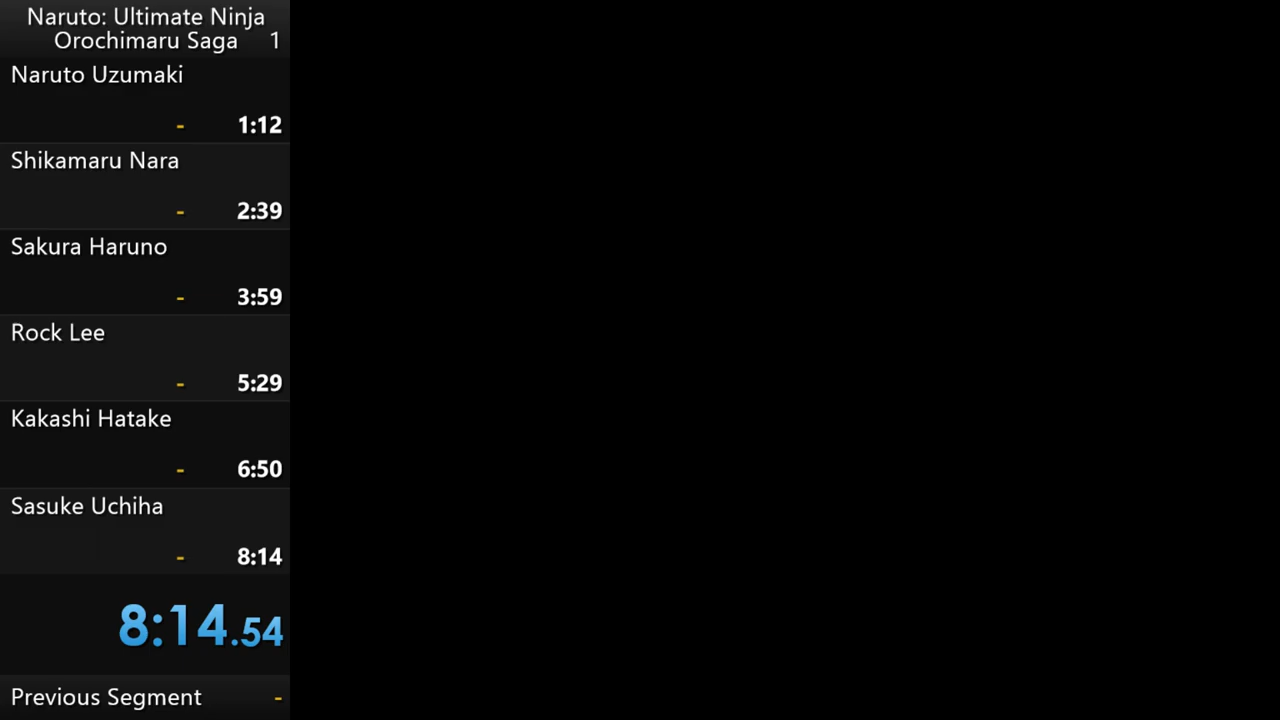 Naruto: Ultimate Ninja
Orochimaru Saga 1
Naruto Uzumaki
- 1:12
Shikamaru Nara
- 2:39
Sakura Haruno
- 3:59
Rock Lee
- 5:29
Kakashi Hatake
- 6:50
Sasuke Uchiha
- 8:14
8:14.54
Previous Segment -